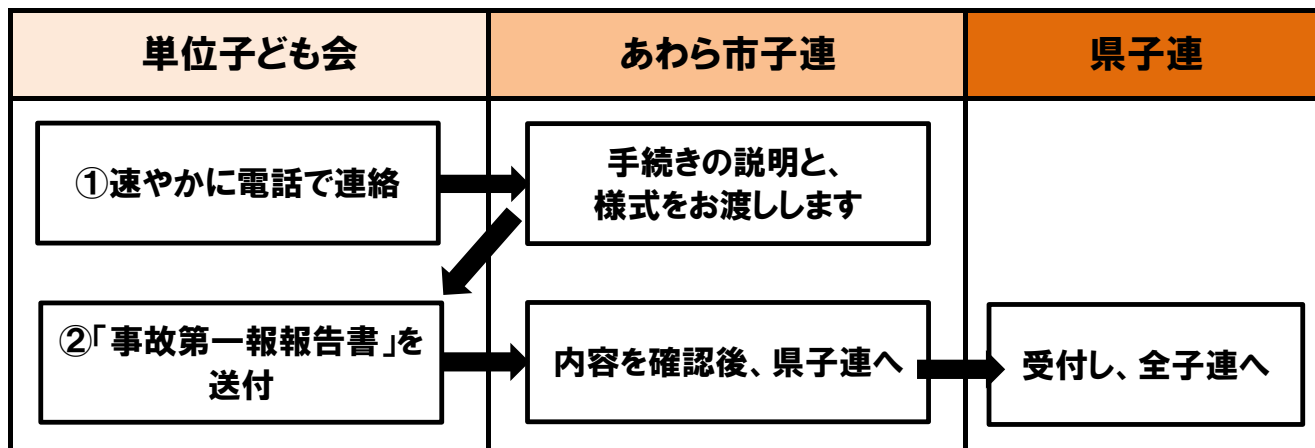 単位子ども会
あわら市子連
県子連
①速やかに電話で連絡
手続きの説明と、
様式をお渡しします
②「事故第一報報告書」を
送付
内容を確認後、県子連へ
受付し、全子連へ